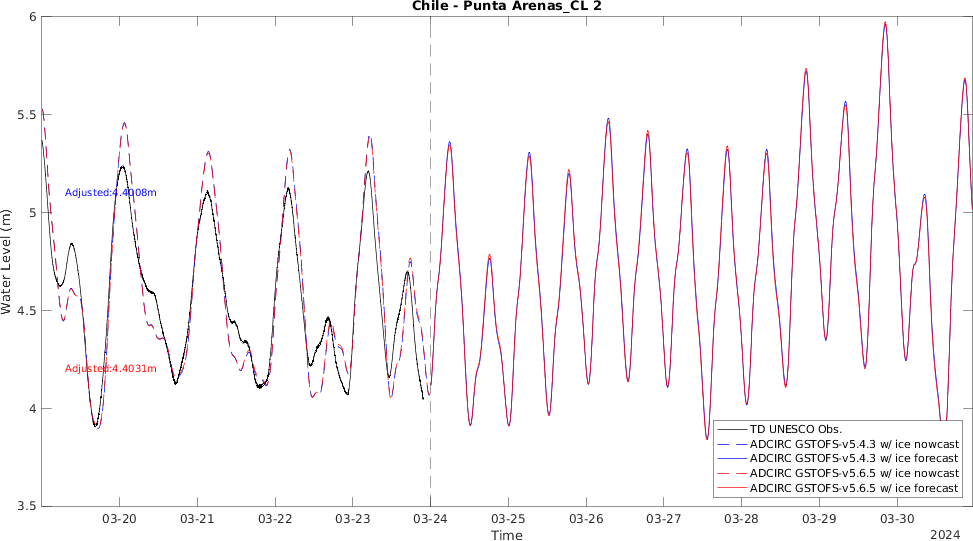 Chile - Punta Arenas_CL 2
6
5.5
5
4.5
4
3.5
Water Level (m)
Adjusted:4.4008m
Adjusted:4.4031m
TD UNESCO Obs.
ADCIRC GSTOFS-v5.4.3 w/ ice nowcast
ADCIRC GSTOFS-v5.4.3 w/ ice forecast
ADCIRC GSTOFS-v5.6.5 w/ ice nowcast
ADCIRC GSTOFS-v5.6.5 w/ ice forecast
03-20 03-21 03-22 03-23 03-24 03-25 03-26 03-27 03-28 03-29 03-30
Time
2024